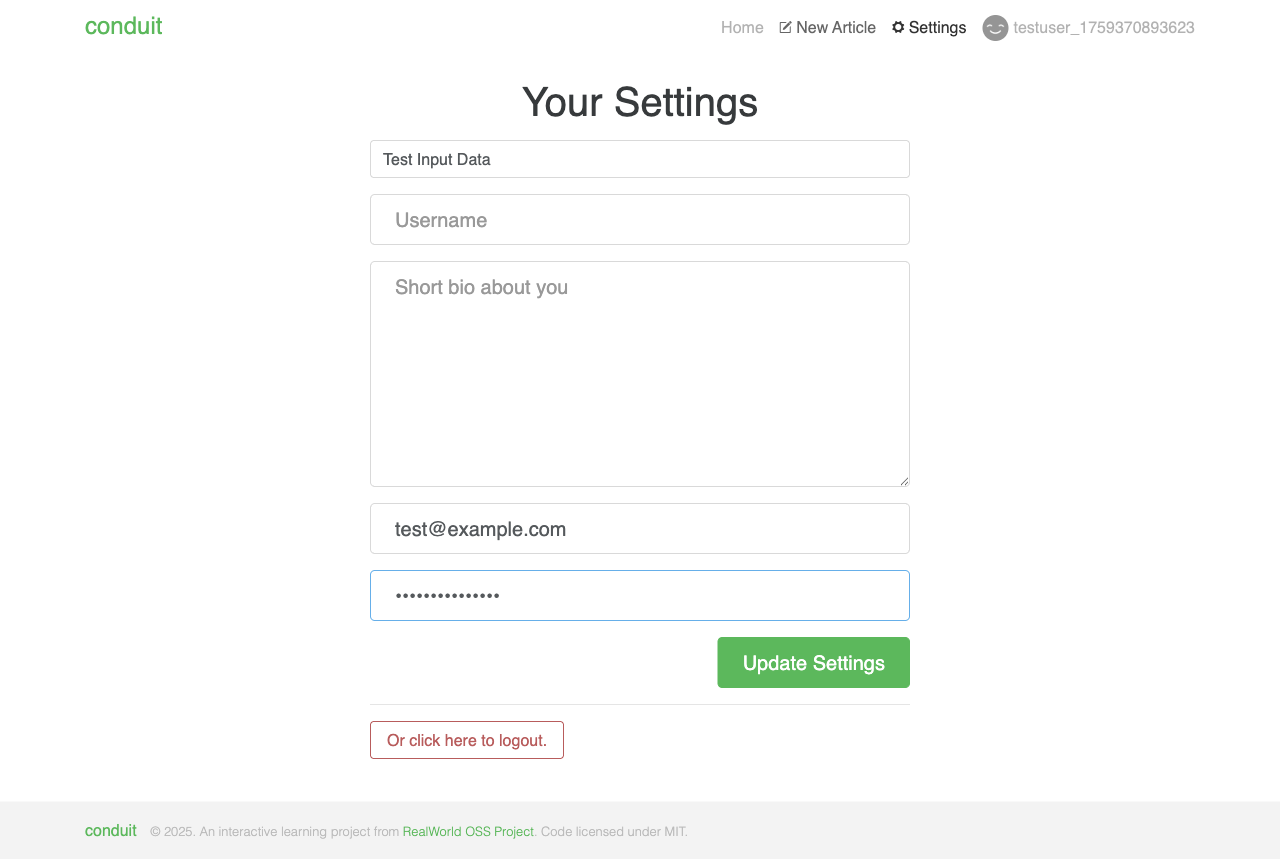 conduit
Home New Article Settings testuser_1759370893623
Your Settings
Test Input Data
Username
Short bio about you
test@example.com
•••••••••••••••
Update Settings
Or click here to logout.
conduit © 2025. An interactive learning project from RealWorld OSS Project. Code licensed under MIT.